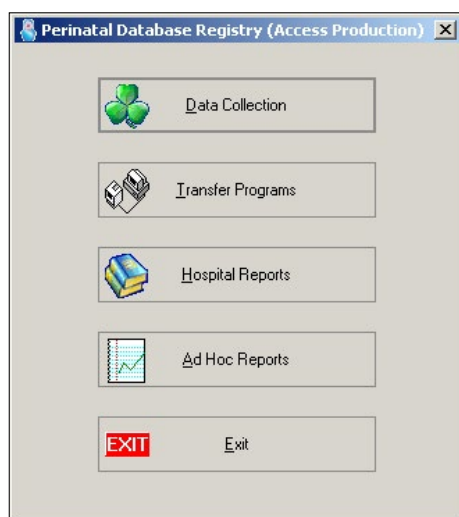 Perinatal Database Registry (Access Production)
Data Collection
Transfer Programs
Hospital Reports
Ad Hoc Reports
EXIT Exit